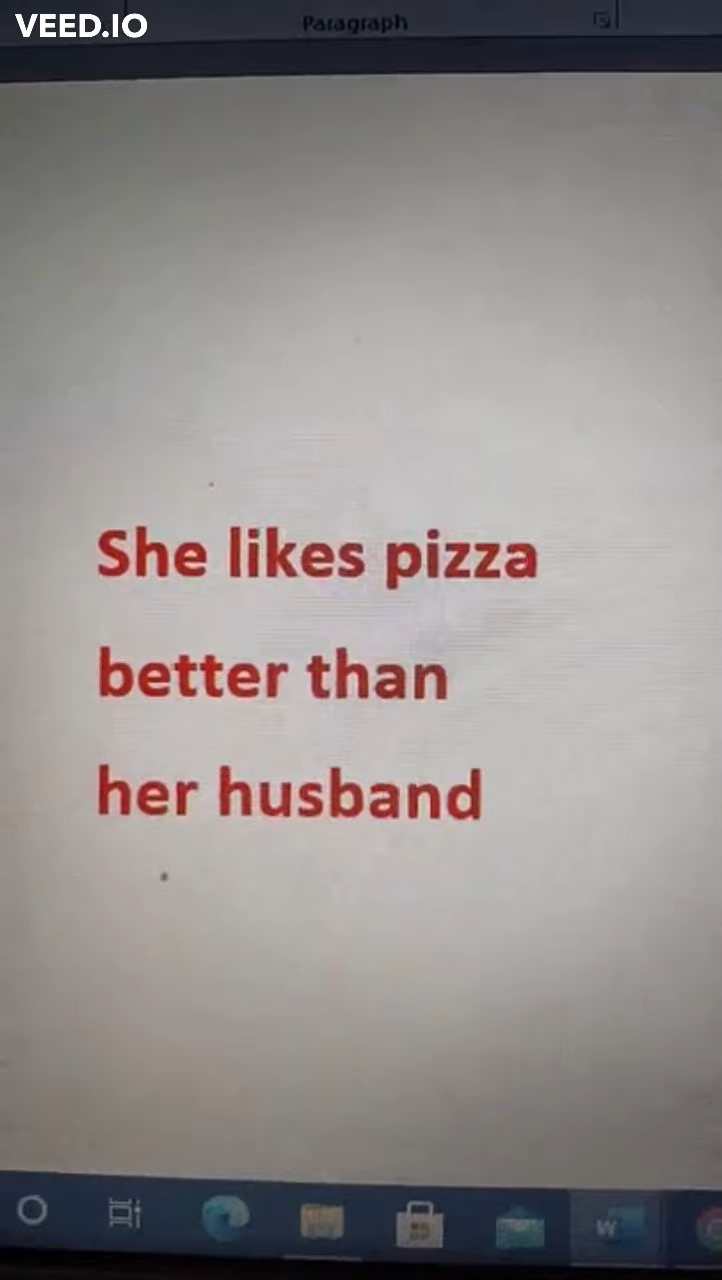 VEED.IO
Paragraph
She likes pizza
better than
her husband
W